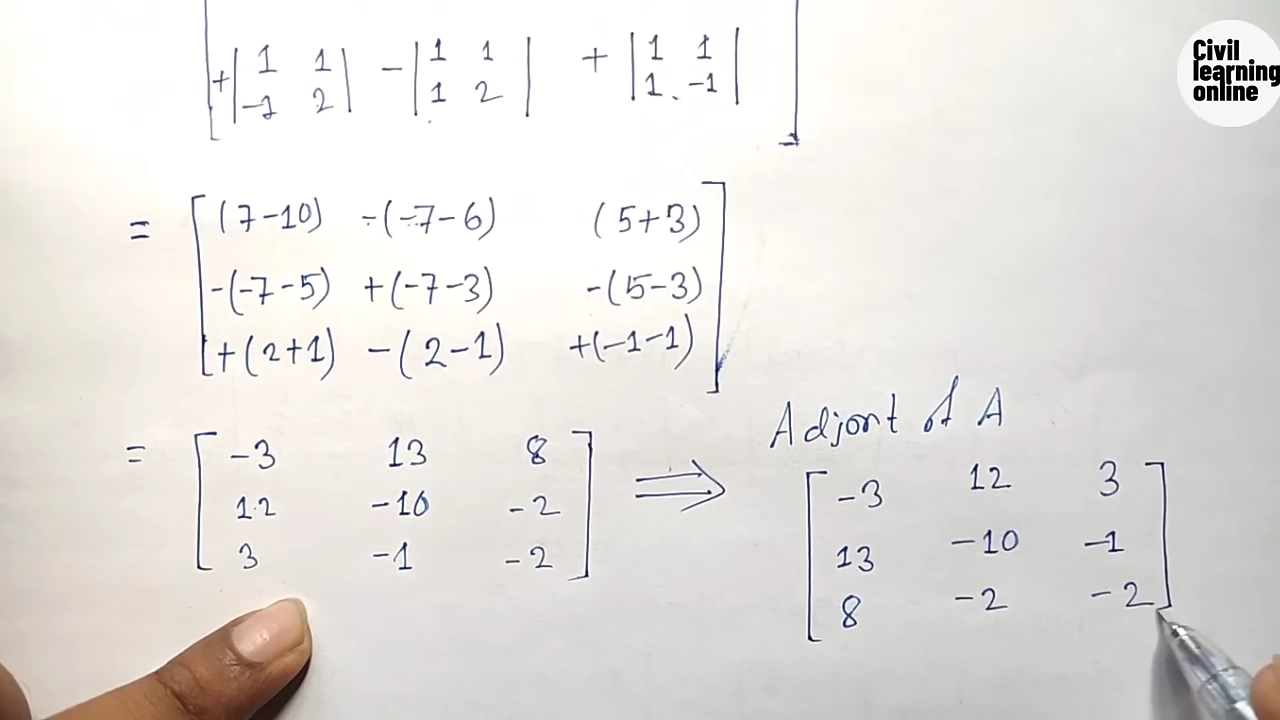 Civil
learning
online
+|1 1| -|1 1| +|1 1|
|-1 2| |1 2| |1 -1|
= [(7-10) -(-7-6) (5+3)]
[-(-7-5) +(-7-3) -(5-3)]
[+(2+1) -(2-1) +(-1-1)]
Adjont of A
= [-3 13 8] ⟹ [-3 12 3]
[12 -10 -2] [13 -10 -1]
[3 -1 -2] [8 -2 -2]